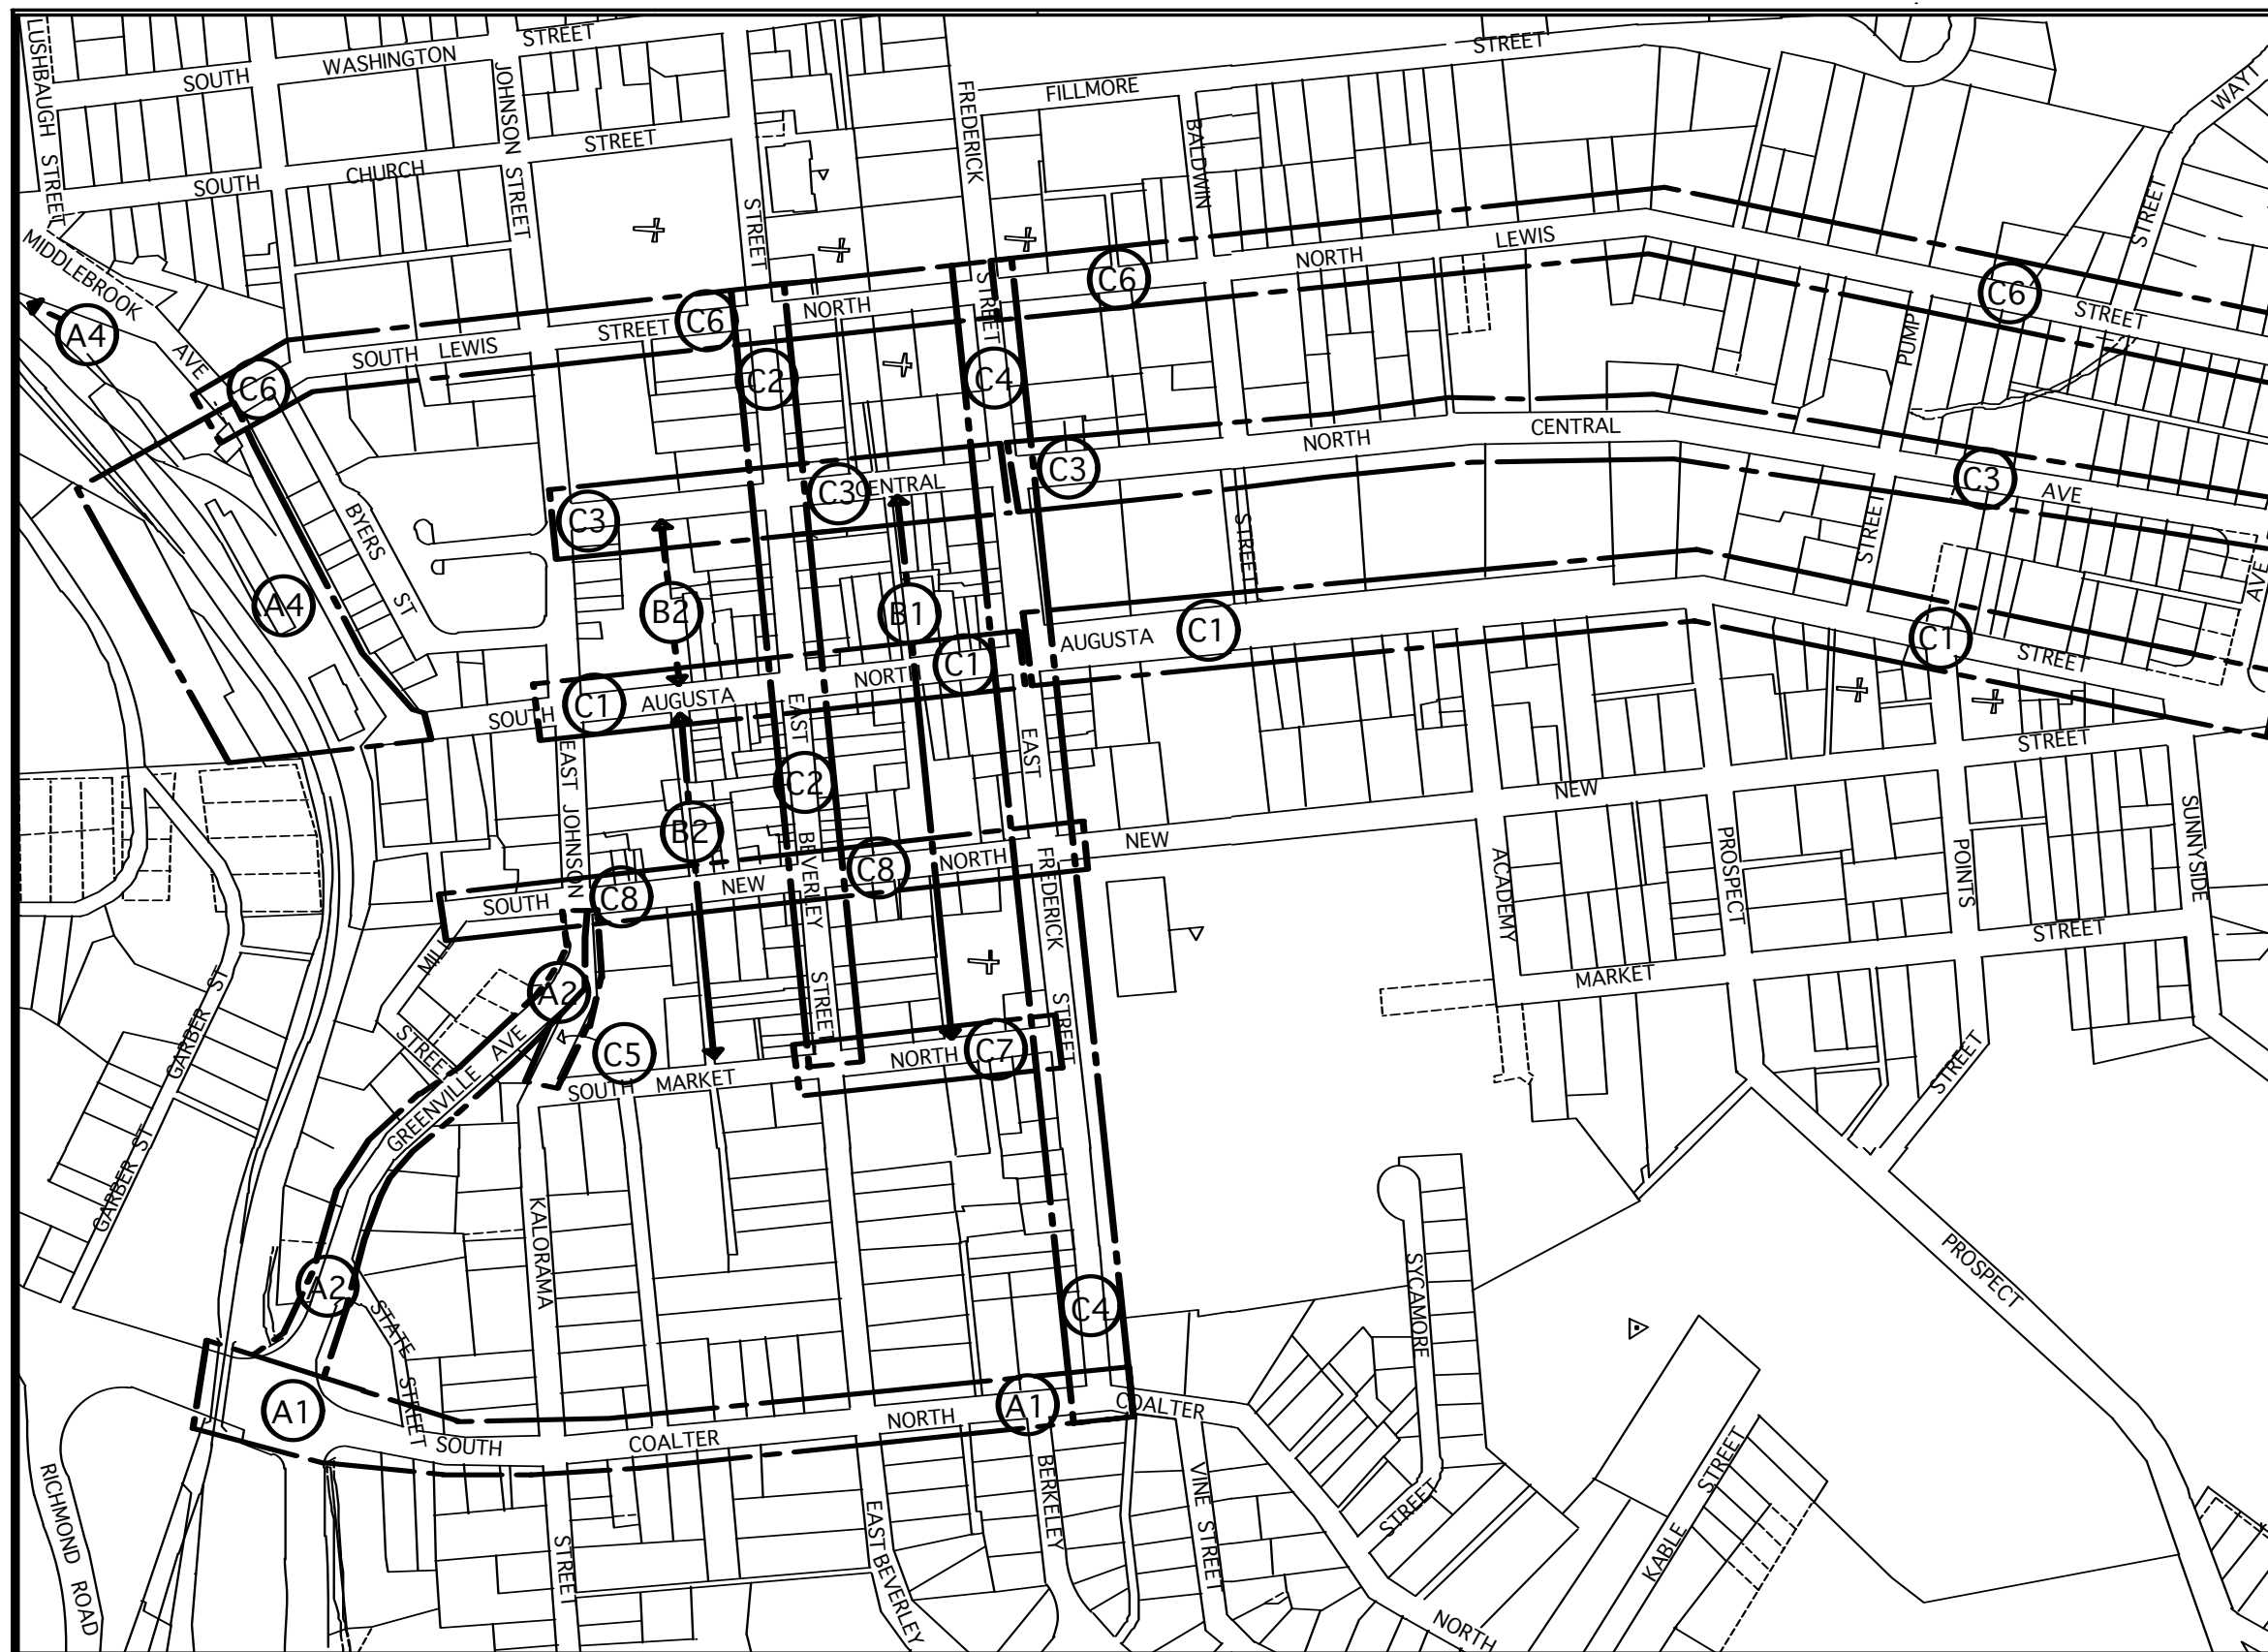 LUSHBAUGH STREET
SOUTH WASHINGTON STREET
JOHNSON STREET
SOUTH CHURCH STREET
FREDERICK STREET
FILLMORE STREET
BALDWIN STREET
WAYT STREET
MIDDLEBROOK AVE
STREET
A4
C6
SOUTH LEWIS STREET
C6
NORTH
C6
NORTH LEWIS
C6
STREET
C2
C4
PUMP STREET
NORTH CENTRAL
C3
C3
CENTRAL
C3
C3
AVE
BYERS ST
A4
B2
B1
C1
AUGUSTA
C1
C1
STREET
AVE
SOUTH AUGUSTA
C1
NORTH
EAST JOHNSON
EAST BEVERLEY STREET
EAST FREDERICK STREET
C2
B2
C8
C8
SOUTH NEW
NORTH
NEW
NEW
STREET
ACADEMY
PROSPECT
POINTS
SUNNYSIDE
MARKET
STREET
MILL STREET
A2
C5
C7
SOUTH MARKET
NORTH
GREENVILLE AVE
GARBER ST
GARBER ST
STREET
KALORAMA
STREET
A2
STATE STREET
C4
SYCAMORE STREET
PROSPECT
A1
A1
SOUTH COALTER
NORTH
COALTER
RICHMOND ROAD
EAST BEVERLEY
BERKELEY
VINE STREET
KABLE STREET
NORTH